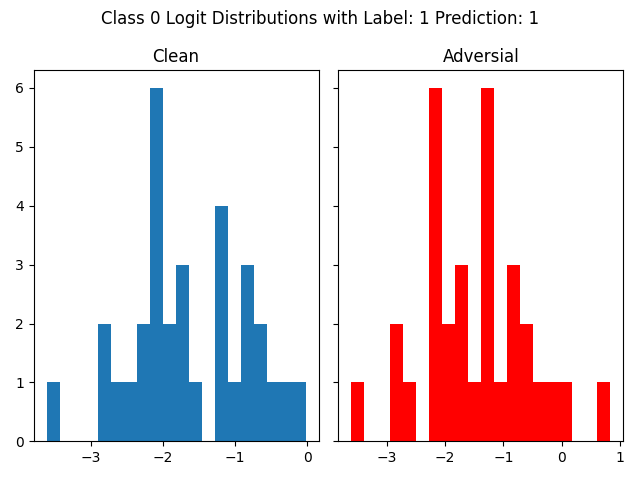 Class 0 Logit Distributions with Label: 1 Prediction: 1
Clean
Adversial
6
5
4
3
2
1
0
−3 −2 −1 0
−3 −2 −1 0 1